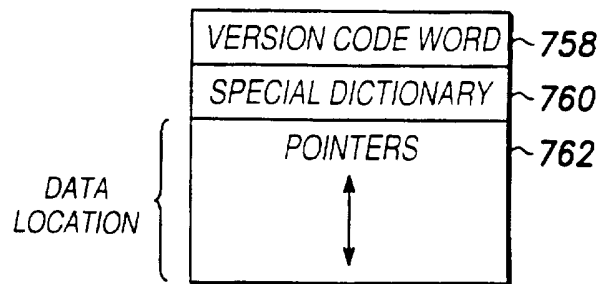 VERSION CODE WORD 758
SPECIAL DICTIONARY 760
POINTERS 762
DATA
LOCATION